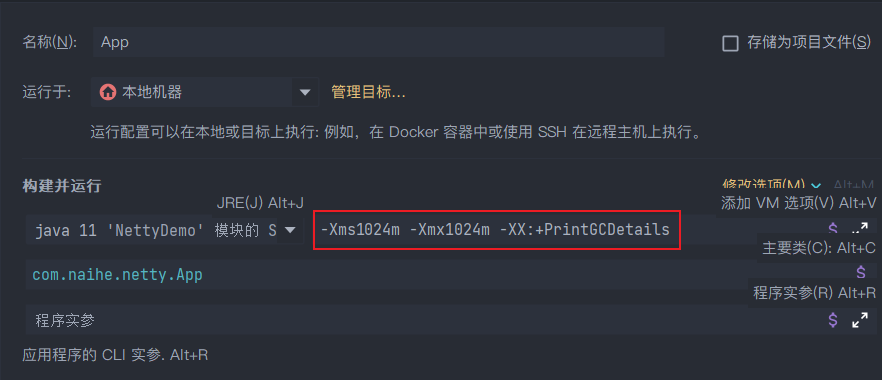 名称(N): App 存储为项目文件(S)
运行于: 本地机器 管理目标...
运行配置可以在本地或目标上执行: 例如，在 Docker 容器中或使用 SSH 在远程主机上执行。
构建并运行 修改选项(M) Alt+M
JRE(J) Alt+J 添加 VM 选项(V) Alt+V
java 11 'NettyDemo' 模块的 S -Xms1024m -Xmx1024m -XX:+PrintGCDetails $
主要类(C): Alt+C
com.naihe.netty.App $
程序实参(R) Alt+R
程序实参 $
应用程序的 CLI 实参. Alt+R